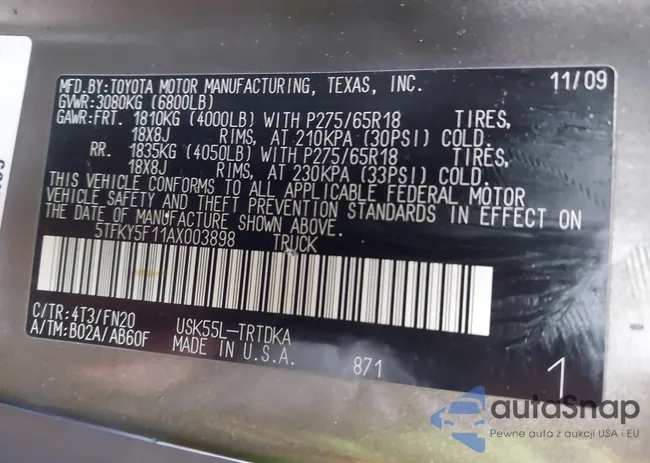 MFD.BY:TOYOTA MOTOR MANUFACTURING, TEXAS, INC. 11/09
GVWR:3080KG (6800LB)
GAWR:FRT. 1810KG (4000LB) WITH P275/65R18 TIRES,
18X8J RIMS, AT 210KPA (30PSI) COLD.
RR. 1835KG (4050LB) WITH P275/65R18 TIRES,
18X8J RIMS, AT 230KPA (33PSI) COLD.
THIS VEHICLE CONFORMS TO ALL APPLICABLE FEDERAL MOTOR
VEHICLE SAFETY AND THEFT PREVENTION STANDARDS IN EFFECT ON
THE DATE OF MANUFACTURE SHOWN ABOVE.
5TFKY5F11AX003898 TRUCK
C/TR:4T3/FN20 USK55L-TRTDKA
A/TM:B02A/AB60F MADE IN U.S.A. 871 1
autoSnap
Pewne auta z aukcji USA i EU